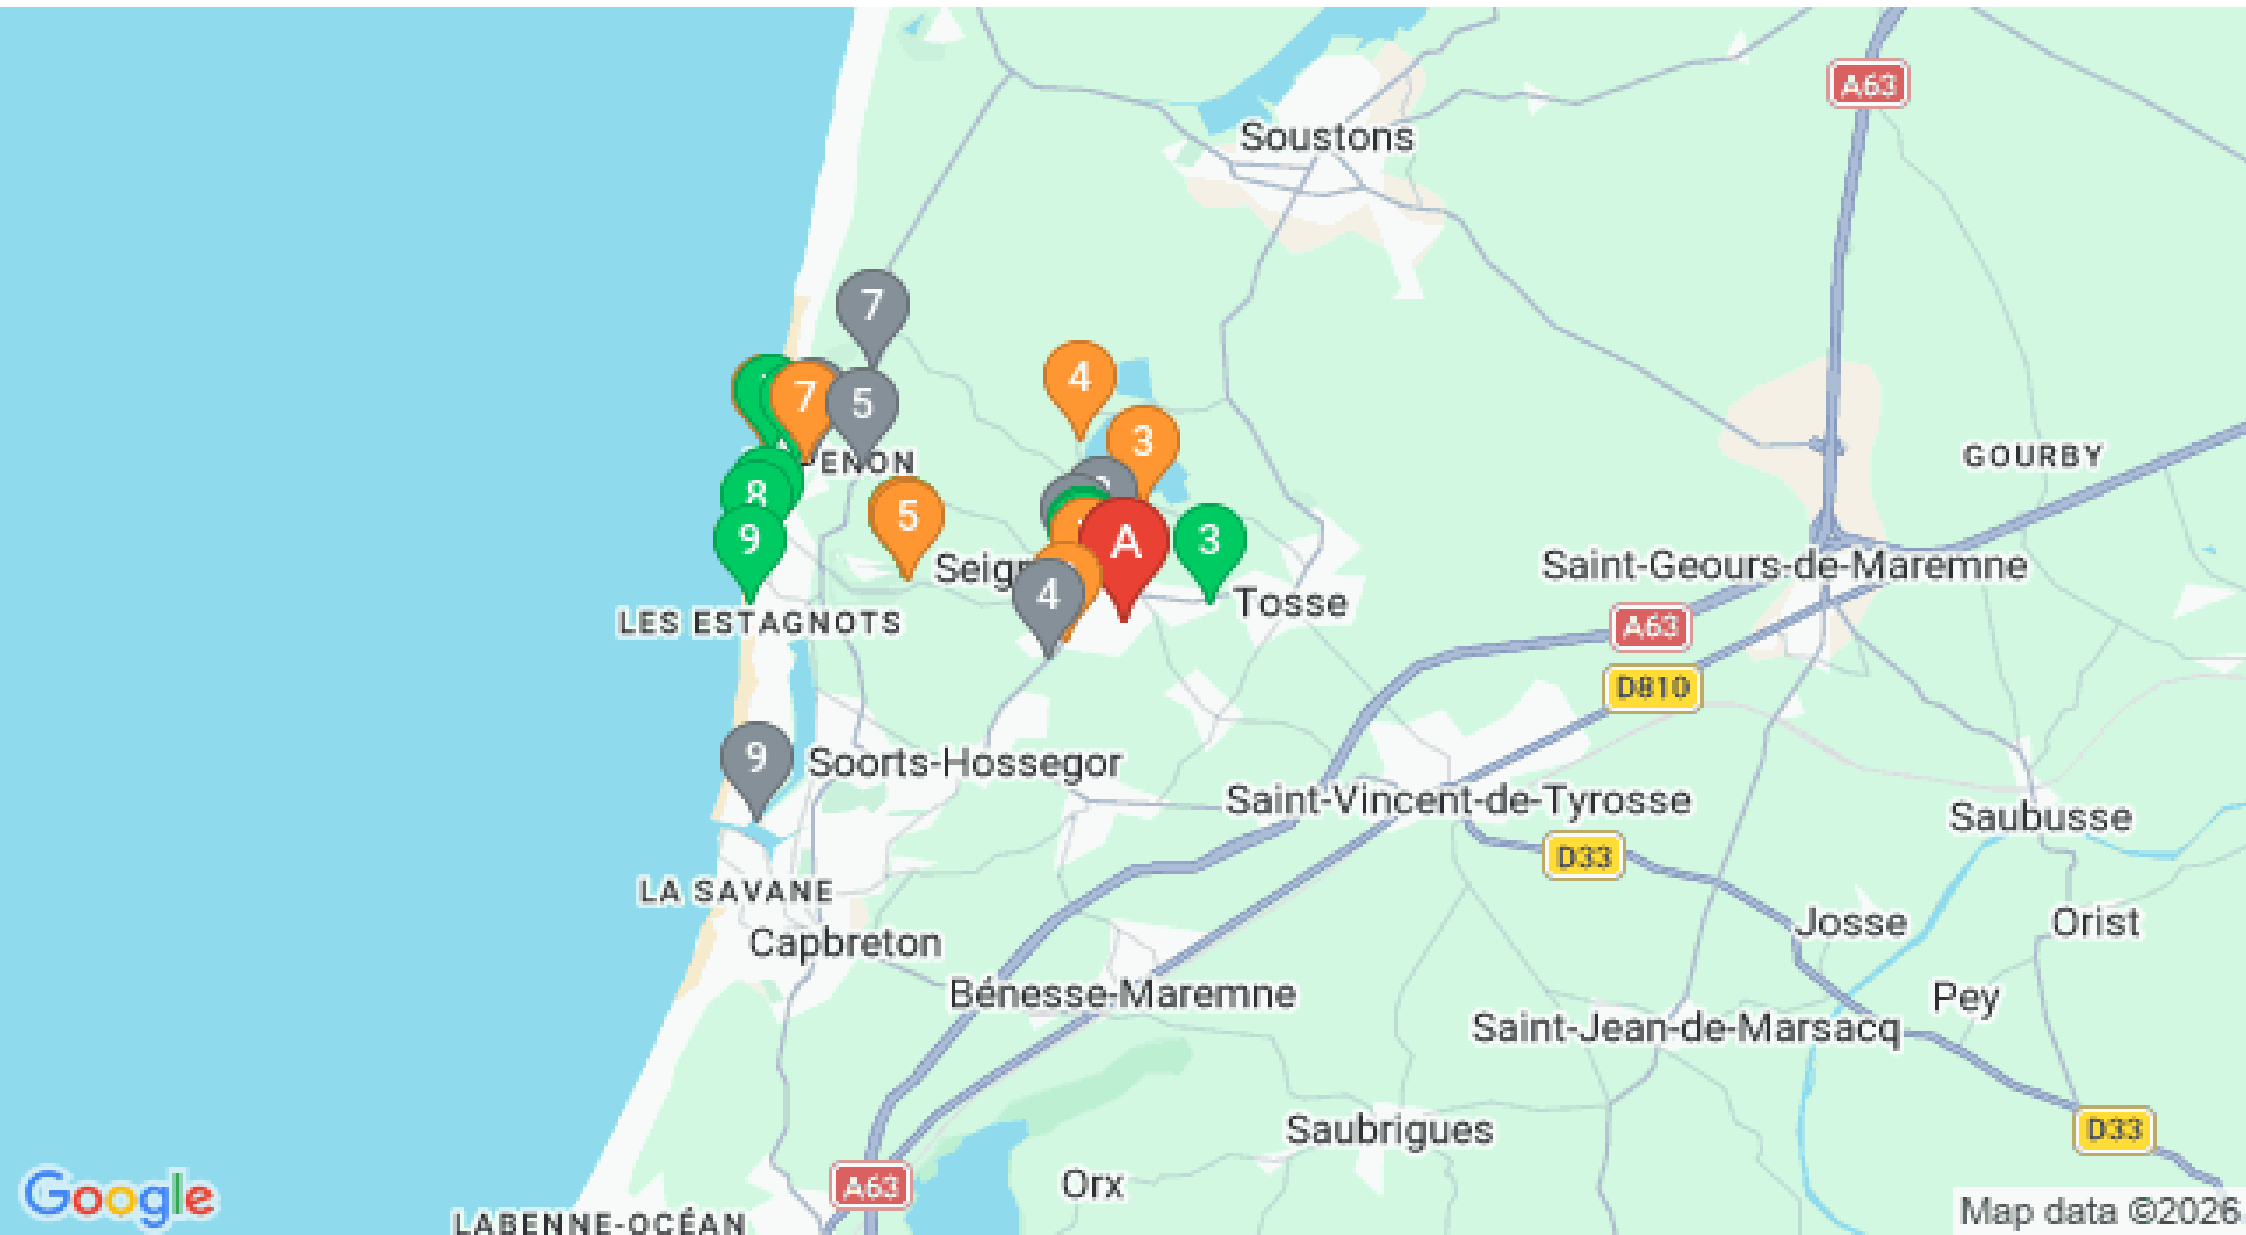 A63
Soustons
7
4
7
5
3
PENON
GOURBY
8
5
9
A
3
Seign
Saint-Geours-de-Maremne
4
Tosse
LES ESTAGNOTS
A63
D810
9
Soorts-Hossegor
Saint-Vincent-de-Tyrosse
Saubusse
D33
LA SAVANE
Josse
Orist
Capbreton
Bénesse-Maremne
Pey
Saint-Jean-de-Marsacq
Saubrigues
D33
A63
Orx
Google
LABENNE-OCÉAN
Map data ©2026